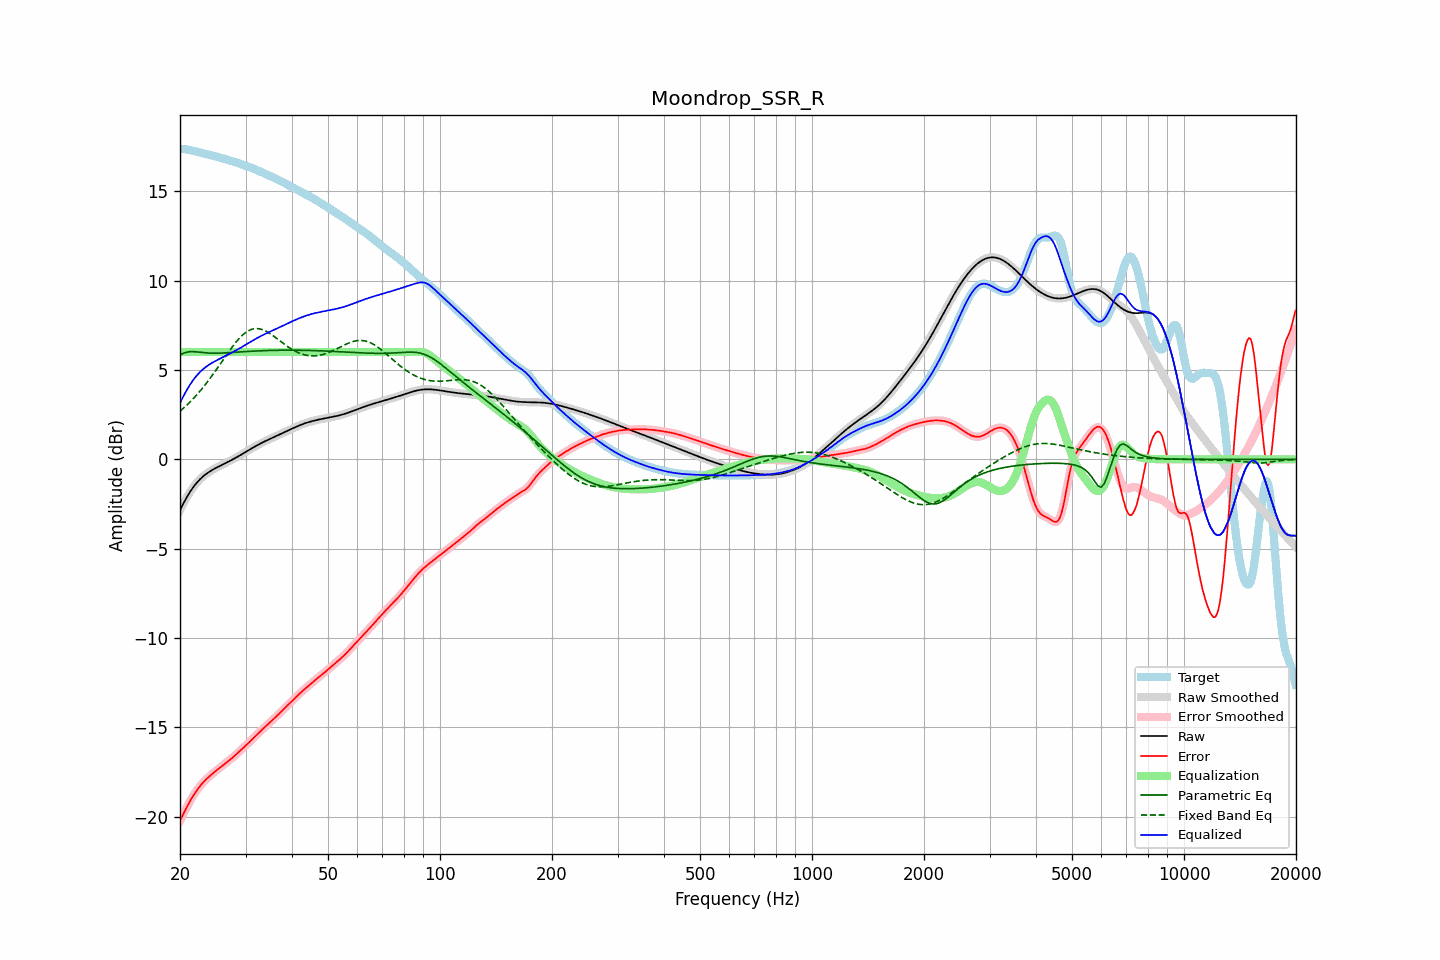 Moondrop_SSR_R
Amplitude (dBr)
15
10
5
0
−5
−10
−15
−20
20
50
100
200
500
1000
2000
5000
10000
20000
Frequency (Hz)
Target
Raw Smoothed
Error Smoothed
Raw
Error
Equalization
Parametric Eq
Fixed Band Eq
Equalized